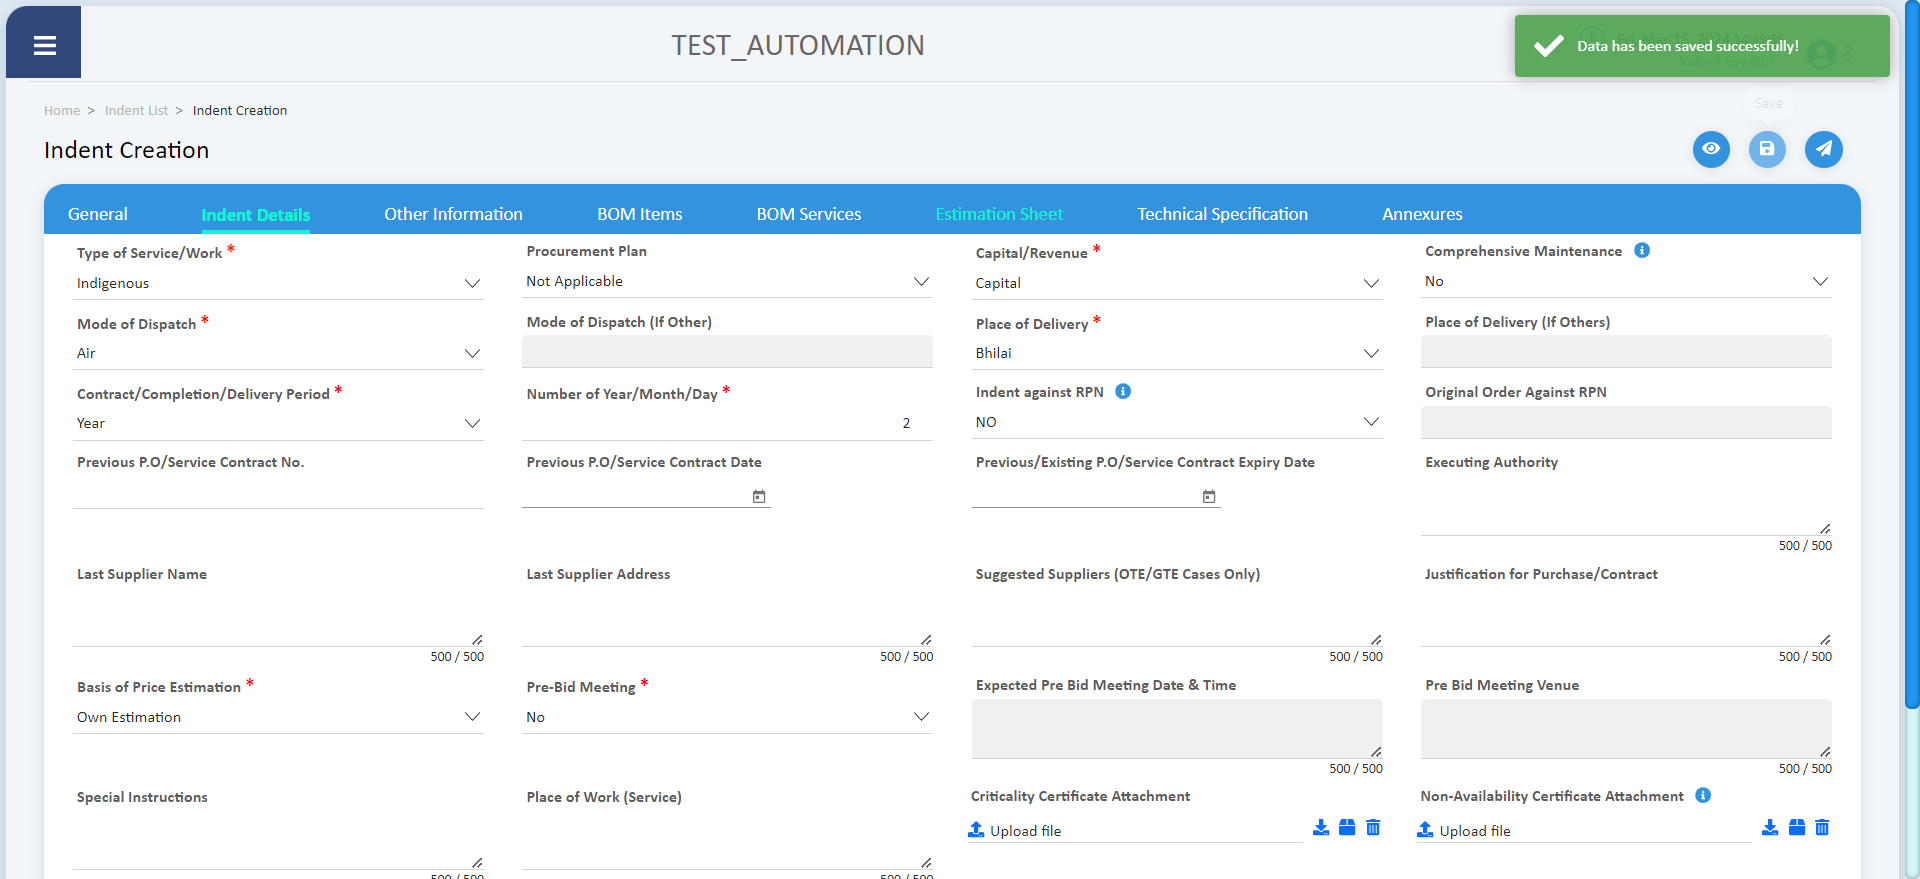 TEST_AUTOMATION
Data has been saved successfully!
Home > Indent List > Indent Creation
Save
Indent Creation
General Indent Details Other Information BOM Items BOM Services Estimation Sheet Technical Specification Annexures
Type of Service/Work * Procurement Plan Capital/Revenue * Comprehensive Maintenance
Indigenous Not Applicable Capital No
Mode of Dispatch * Mode of Dispatch (If Other) Place of Delivery * Place of Delivery (If Others)
Air Bhilai
Contract/Completion/Delivery Period * Number of Year/Month/Day * Indent against RPN Original Order Against RPN
Year 2 NO
Previous P.O/Service Contract No. Previous P.O/Service Contract Date Previous/Existing P.O/Service Contract Expiry Date Executing Authority
500 / 500
Last Supplier Name Last Supplier Address Suggested Suppliers (OTE/GTE Cases Only) Justification for Purchase/Contract
500 / 500 500 / 500 500 / 500 500 / 500
Basis of Price Estimation * Pre-Bid Meeting * Expected Pre Bid Meeting Date & Time Pre Bid Meeting Venue
Own Estimation No
500 / 500 500 / 500
Special Instructions Place of Work (Service) Criticality Certificate Attachment Non-Availability Certificate Attachment
Upload file Upload file
500 / 500 500 / 500